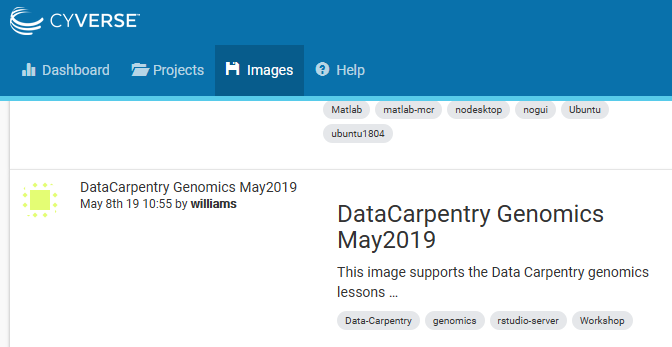 CYVERSE™
Dashboard Projects Images Help
Matlab matlab-mcr nodesktop nogui Ubuntu
ubuntu1804
DataCarpentry Genomics May2019
May 8th 19 10:55 by williams
DataCarpentry Genomics
May2019
This image supports the Data Carpentry genomics
lessons ...
Data-Carpentry genomics rstudio-server Workshop